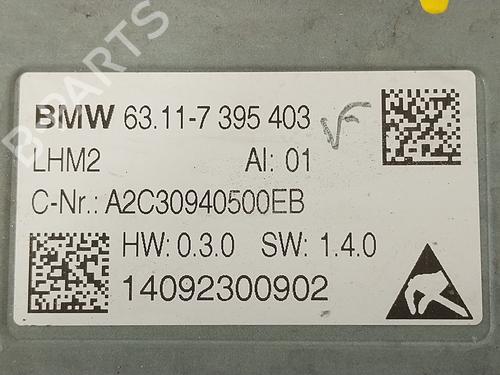 B-PARTS
BMW 63.11-7 395 403
LHM2 AI: 01
C-Nr.: A2C30940500EB
HW: 0.3.0 SW: 1.4.0
14092300902